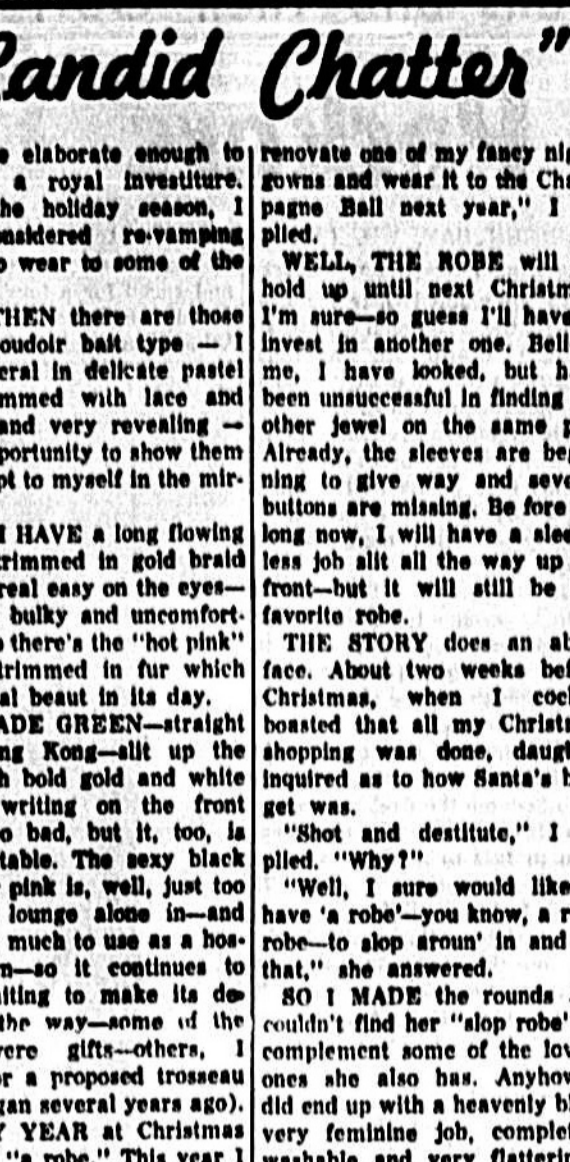 Candid Chatter"
elaborate enough to
a royal investiture.
he holiday season, I
nsidered re-vamping
o wear to some of the
THEN there are those
oudoir bait type — I
eral in delicate pastel
mmed with lace and
and very revealing —
portunity to show them
pt to myself in the mir-
I HAVE a long flowing
trimmed in gold braid
real easy on the eyes—
bulky and uncomfort-
there's the "hot pink"
trimmed in fur which
al beaut in its day.
ADE GREEN—straight
ng Kong—slit up the
h bold gold and white
writing on the front
o bad, but it, too, is
table. The sexy black
pink is, well, just too
lounge alone in—and
much to use as a hos-
n—so it continues to
iting to make its de-
the way—some of the
vere gifts—others, I
or a proposed trosseau
gan several years ago).
Y YEAR at Christmas
"a robe." This year I
renovate one of my fancy nig
gowns and wear it to the Cha
pagne Ball next year," I
plied.
WELL, THE ROBE will
hold up until next Christm
I'm sure—so guess I'll have
invest in another one. Beli
me, I have looked, but h
been unsuccessful in finding
other jewel on the same p
Already, the sleeves are beg
ning to give way and seve
buttons are missing. Be fore
long now, I will have a slee
less job slit all the way up
front—but it will still be
favorite robe.
THE STORY does an ab
face. About two weeks bef
Christmas, when I cock
boasted that all my Christm
shopping was done, daugh
inquired as to how Santa's b
get was.
"Shot and destitute," I
plied. "Why?"
"Well, I sure would like
have 'a robe'—you know, a r
robe—to slop aroun' in and
that," she answered.
SO I MADE the rounds
couldn't find her "slop robe'
complement some of the lov
ones she also has. Anyhow
did end up with a heavenly bl
very feminine job, complet
washable and very flatterin